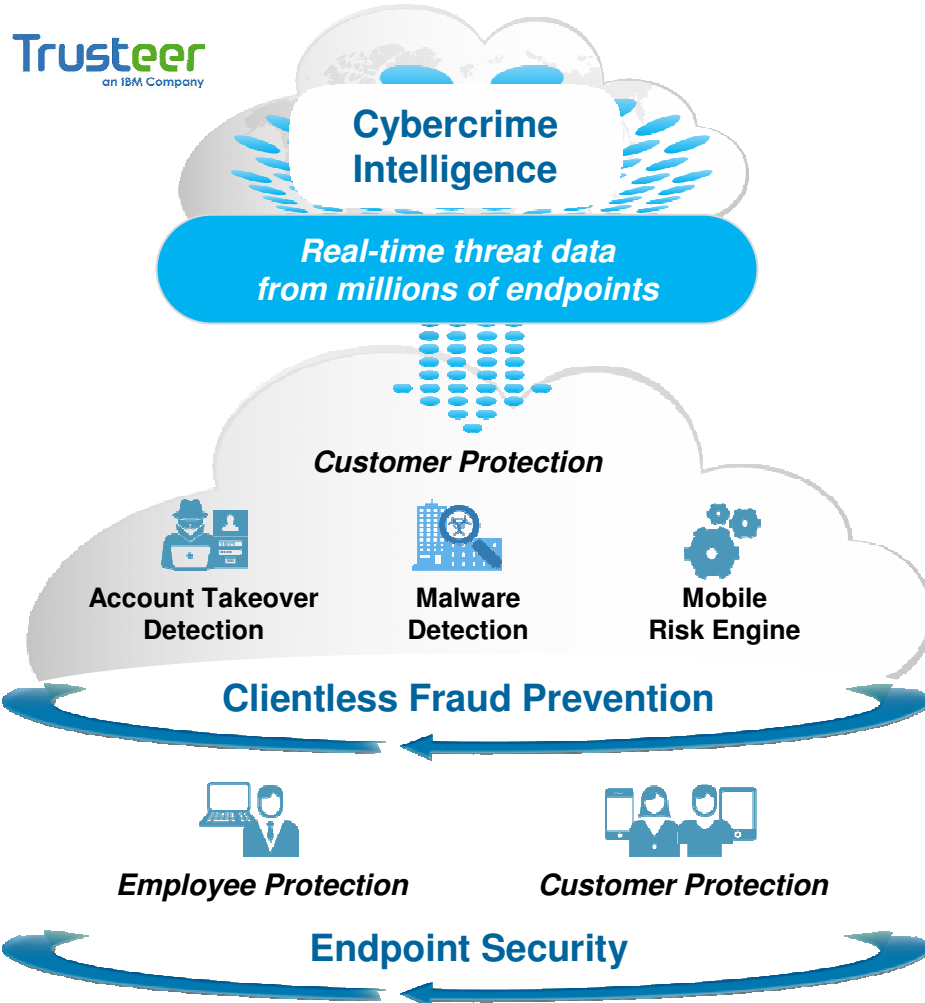 Trusteer
an IBM Company
Cybercrime
Intelligence
Real-time threat data
from millions of endpoints
Customer Protection
Account Takeover
Detection
Malware
Detection
Mobile
Risk Engine
Clientless Fraud Prevention
Employee Protection
Customer Protection
Endpoint Security